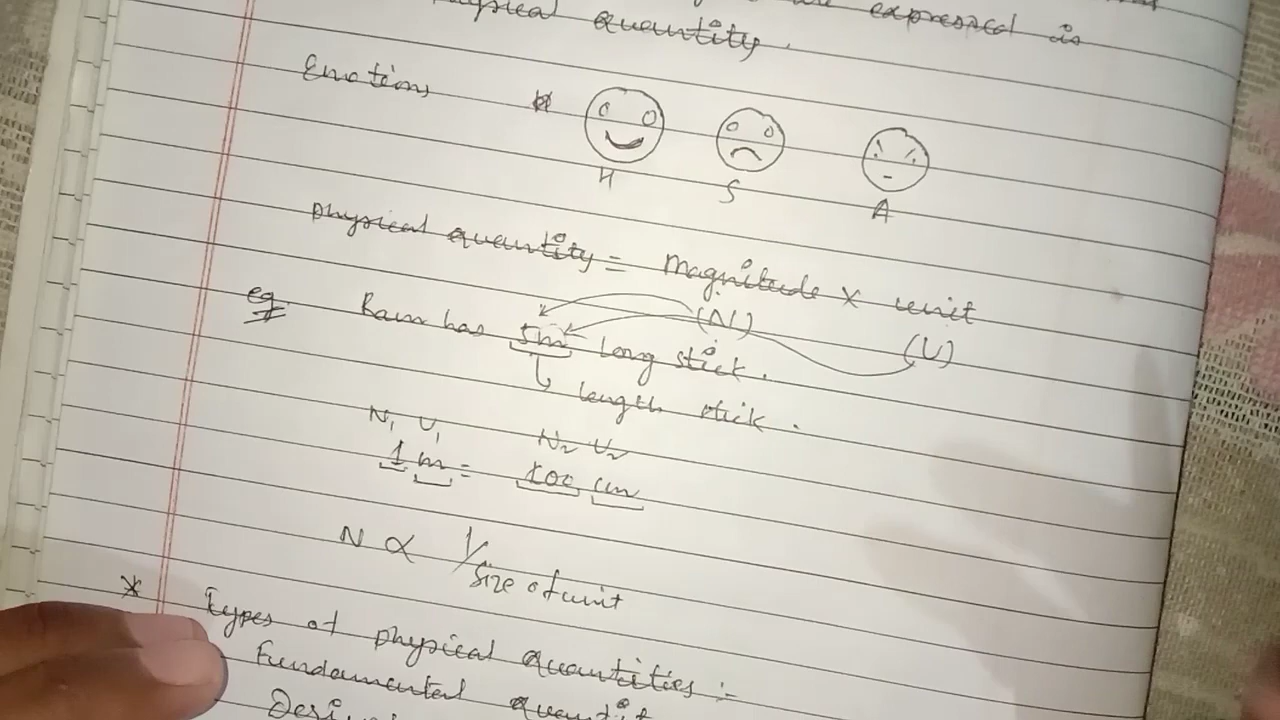 expressed is
physical quantity.
Emotions
H S A
Physical quantity = Magnitude × unit
(N) (U)
eg Ram has 5m long stick.
↳ length stick.
N₁ U₁ N₂ U₂
1 m = 100 cm
N ∝ 1/size of unit
* Types of physical quantities :-
Fundamental